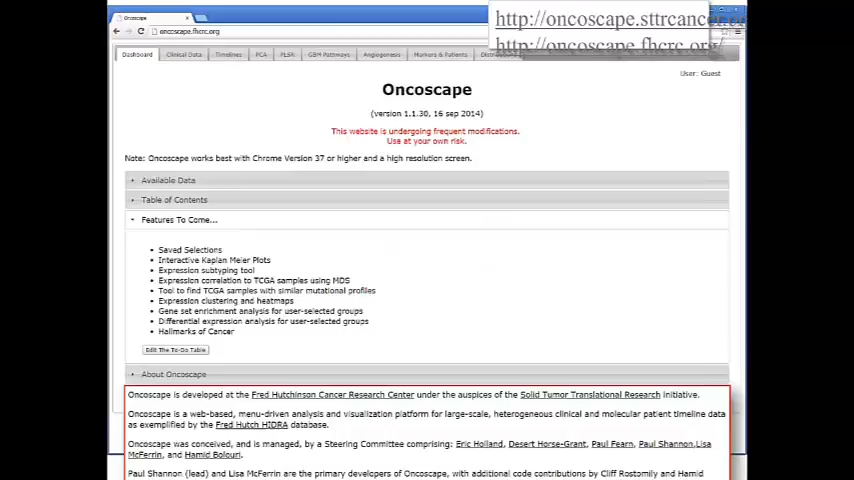 http://oncoscape.sttrcancer.or
http://oncoscape.fhcrc.org/
Oncoscape
oncoscape.fhcrc.org
Dashboard Clinical Data Timelines PCA PLSR GBM Pathways Angiogenesis Markers & Patients
User: Guest
Oncoscape
(version 1.1.30, 16 sep 2014)
This website is undergoing frequent modifications.
Use at your own risk.
Note: Oncoscape works best with Chrome Version 37 or higher and a high resolution screen.
Available Data
Table of Contents
Features To Come...
Saved Selections
Interactive Kaplan Meier Plots
Expression subtyping tool
Expression correlation to TCGA samples using MDS
Tool to find TCGA samples with similar mutational profiles
Expression clustering and heatmaps
Gene set enrichment analysis for user-selected groups
Differential expression analysis for user-selected groups
Hallmarks of Cancer
Edit The To-Do Table
About Oncoscape
Oncoscape is developed at the Fred Hutchinson Cancer Research Center under the auspices of the Solid Tumor Translational Research initiative.
Oncoscape is a web-based, menu-driven analysis and visualization platform for large-scale, heterogeneous clinical and molecular patient timeline data
as exemplified by the Fred Hutch HIDRA database.
Oncoscape was conceived, and is managed, by a Steering Committee comprising: Eric Holland, Desert Horse-Grant, Paul Fearn, Paul Shannon,Lisa
McFerrin, and Hamid Bolouri.
Paul Shannon (lead) and Lisa McFerrin are the primary developers of Oncoscape, with additional code contributions by Cliff Rostomily and Hamid